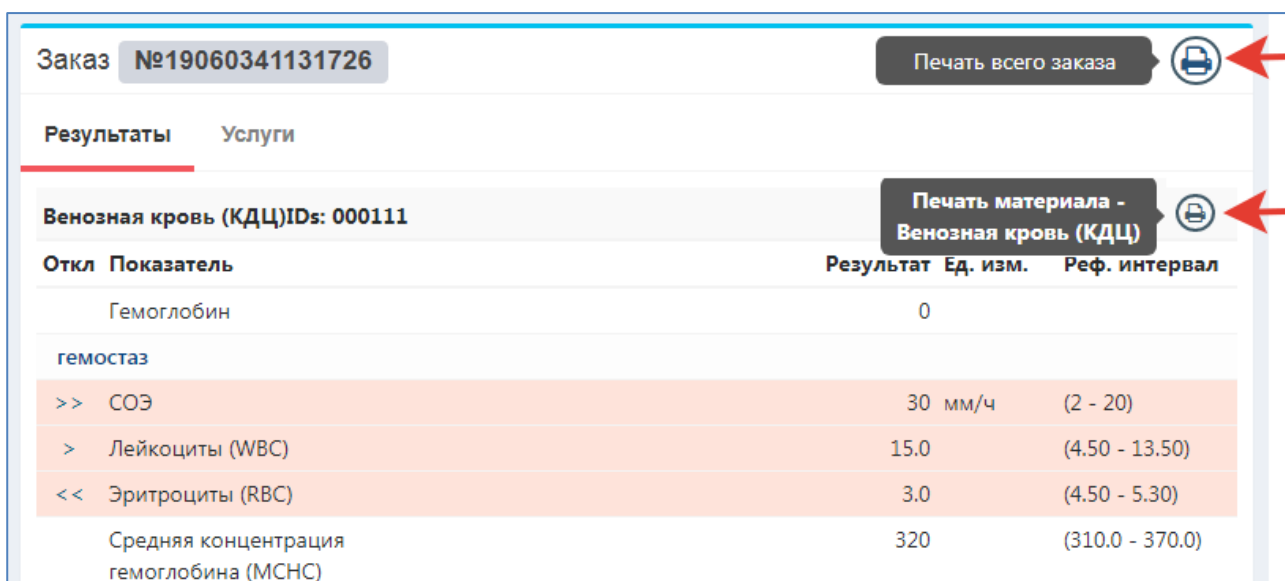 Заказ №19060341131726 Печать всего заказа
Результаты Услуги
Венозная кровь (КДЦ)IDs: 000111
Печать материала -
Венозная кровь (КДЦ)
Откл Показатель Результат Ед. изм. Реф. интервал
Гемоглобин 0
гемостаз
>> СОЭ 30 мм/ч (2 - 20)
> Лейкоциты (WBC) 15.0 (4.50 - 13.50)
<< Эритроциты (RBC) 3.0 (4.50 - 5.30)
Средняя концентрация 320 (310.0 - 370.0)
гемоглобина (MCHC)